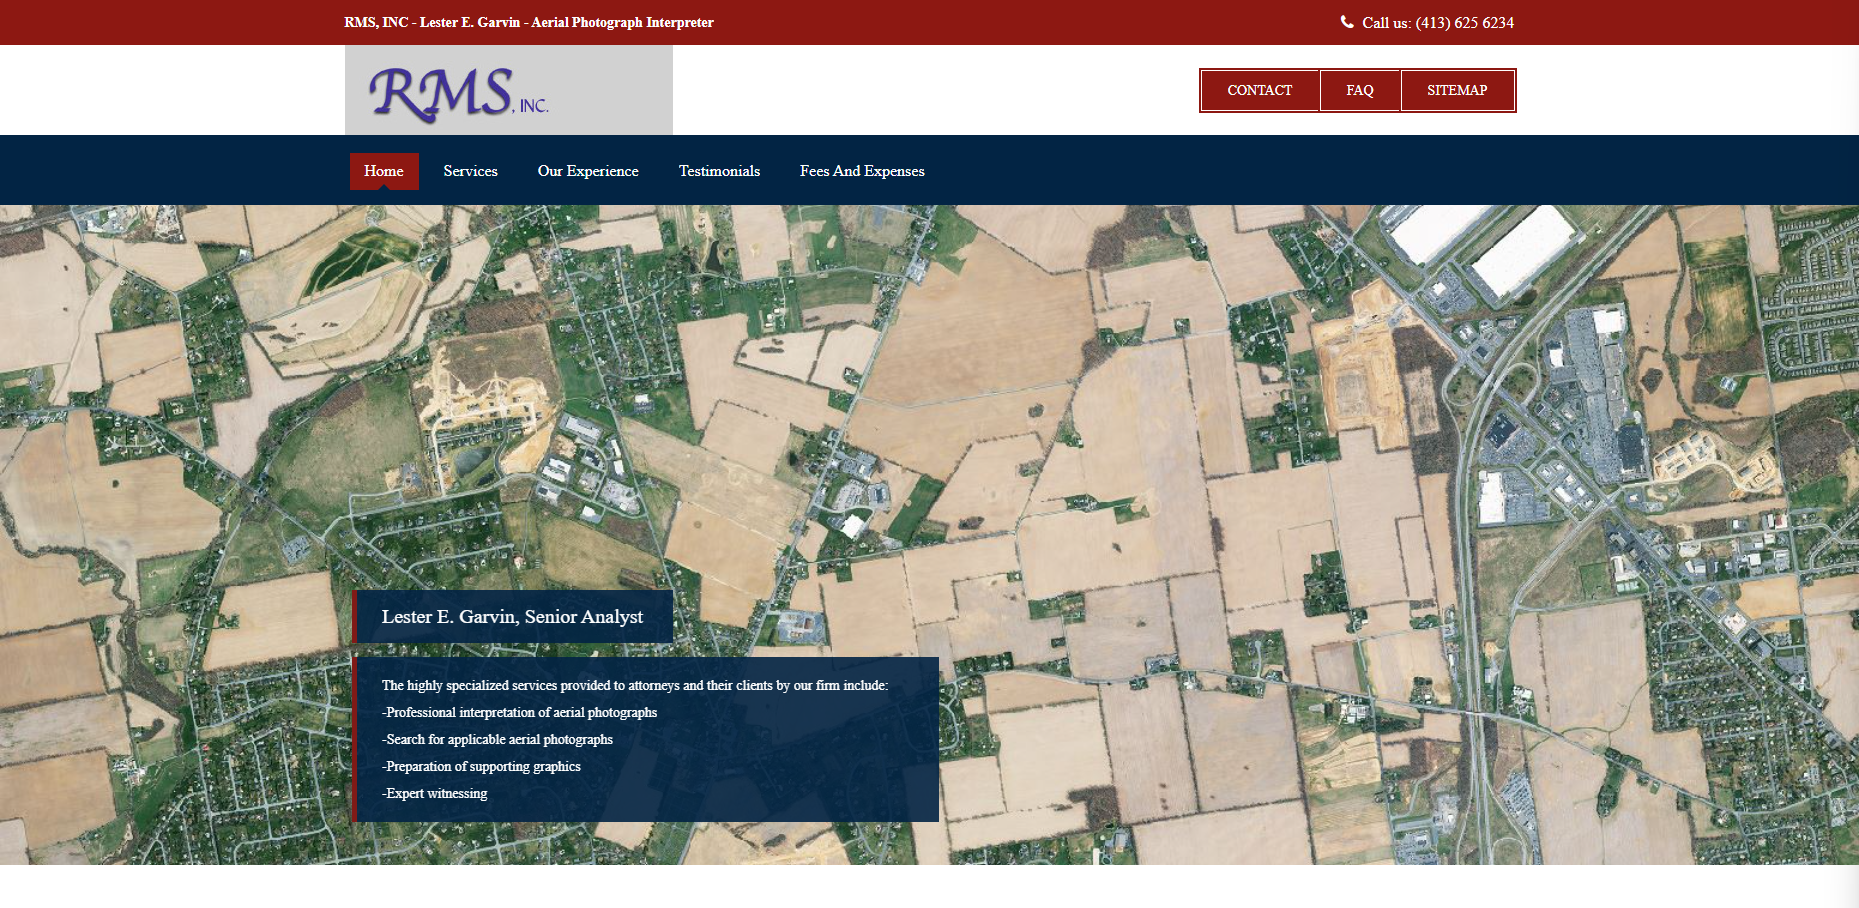 RMS, INC - Lester E. Garvin - Aerial Photograph Interpreter
Call us: (413) 625 6234
RMS, INC.
CONTACT
FAQ
SITEMAP
Home
Services
Our Experience
Testimonials
Fees And Expenses
Lester E. Garvin, Senior Analyst
The highly specialized services provided to attorneys and their clients by our firm include:
-Professional interpretation of aerial photographs
-Search for applicable aerial photographs
-Preparation of supporting graphics
-Expert witnessing